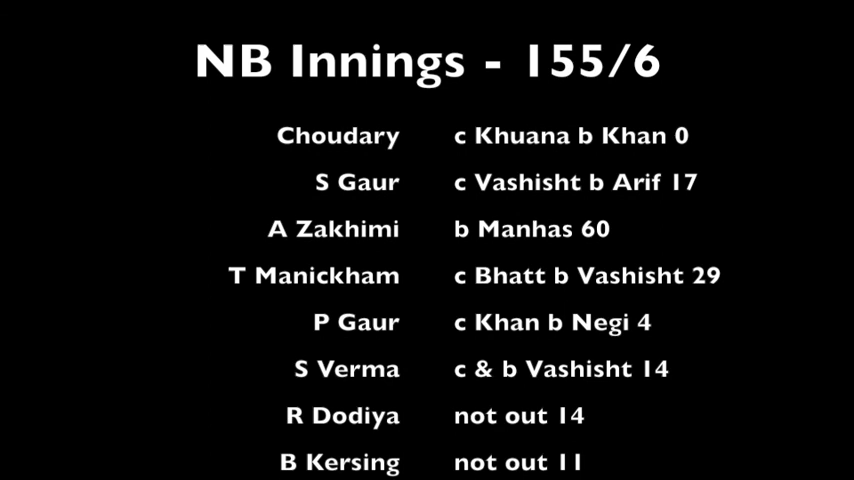 NB Innings - 155/6
Choudary c Khuana b Khan 0
S Gaur c Vashisht b Arif 17
A Zakhimi b Manhas 60
T Manickham c Bhatt b Vashisht 29
P Gaur c Khan b Negi 4
S Verma c & b Vashisht 14
R Dodiya not out 14
B Kersing not out 11